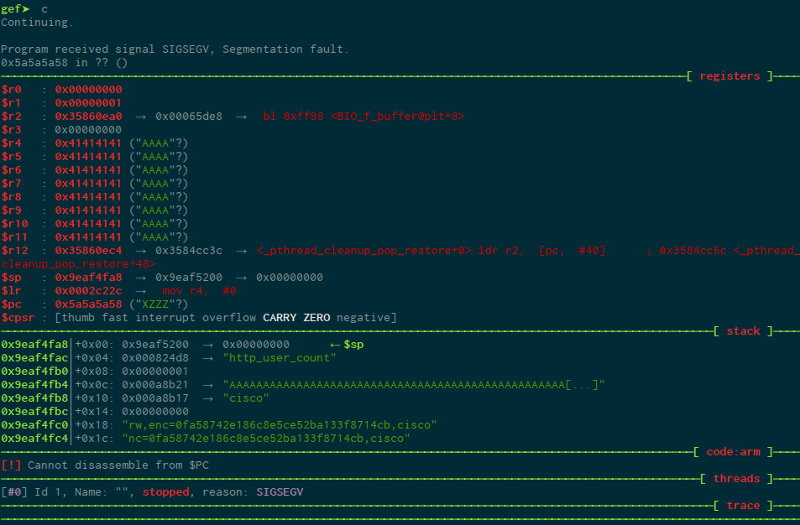 gef➤  c
Continuing.
Program received signal SIGSEGV, Segmentation fault.
0x5a5a5a58 in ?? ()
[ registers ]
$r0   : 0x00000000
$r1   : 0x00000001
$r2   : 0x35860ea0  →  0x00065de8  →   bl 0xff98 <BIO_f_buffer@plt+8>
$r3   : 0x00000000
$r4   : 0x41414141 ("AAAA"?)
$r5   : 0x41414141 ("AAAA"?)
$r6   : 0x41414141 ("AAAA"?)
$r7   : 0x41414141 ("AAAA"?)
$r8   : 0x41414141 ("AAAA"?)
$r9   : 0x41414141 ("AAAA"?)
$r10  : 0x41414141 ("AAAA"?)
$r11  : 0x41414141 ("AAAA"?)
$r12  : 0x35860ec4  →  0x3584cc3c  →  <_pthread_cleanup_pop_restore+0> ldr r2,  [pc,  #40]      ; 0x3584cc6c <_pthread_
cleanup_pop_restore+48>
$sp   : 0x9eaf4fa8  →  0x9eaf5200  →  0x00000000
$lr   : 0x0002c22c  →   mov r4,  #0
$pc   : 0x5a5a5a58 ("XZZZ"?)
$cpsr : [thumb fast interrupt overflow CARRY ZERO negative]
[ stack ]
0x9eaf4fa8│+0x00: 0x9eaf5200  →  0x00000000      ←$sp
0x9eaf4fac│+0x04: 0x000824d8  →  "http_user_count"
0x9eaf4fb0│+0x08: 0x00000001
0x9eaf4fb4│+0x0c: 0x000a8b21  →  "AAAAAAAAAAAAAAAAAAAAAAAAAAAAAAAAAAAAAAAAAAAAAAAAAA[...]"
0x9eaf4fb8│+0x10: 0x000a8b17  →  "cisco"
0x9eaf4fbc│+0x14: 0x00000000
0x9eaf4fc0│+0x18: "rw,enc=0fa58742e186c8e5ce52ba133f8714cb,cisco"
0x9eaf4fc4│+0x1c: "nc=0fa58742e186c8e5ce52ba133f8714cb,cisco"
[ code:arm ]
[!] Cannot disassemble from $PC
[ threads ]
[#0] Id 1, Name: "", stopped, reason: SIGSEGV
[ trace ]